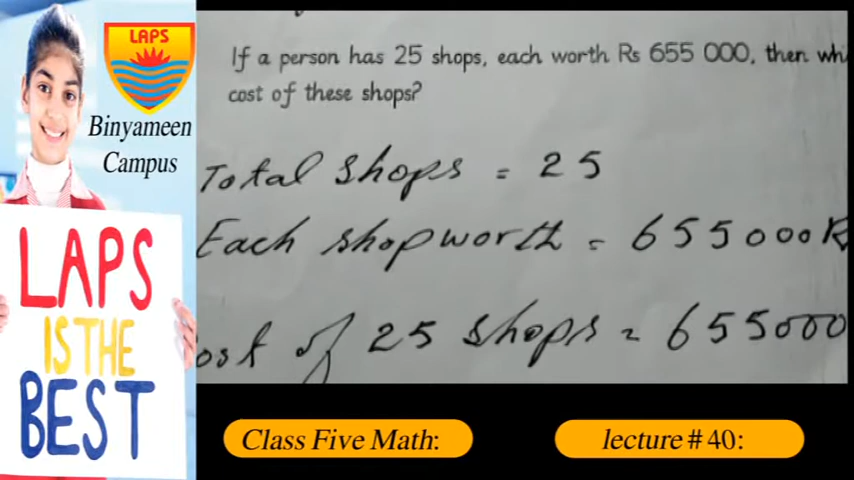 LAPS
Binyameen
Campus
LAPS
IS THE
BEST
If a person has 25 shops, each worth Rs 655 000, then
cost of these shops?
Total shops = 25
Each shop worth = 655000
of 25 shops = 655000
Class Five Math:
lecture # 40: